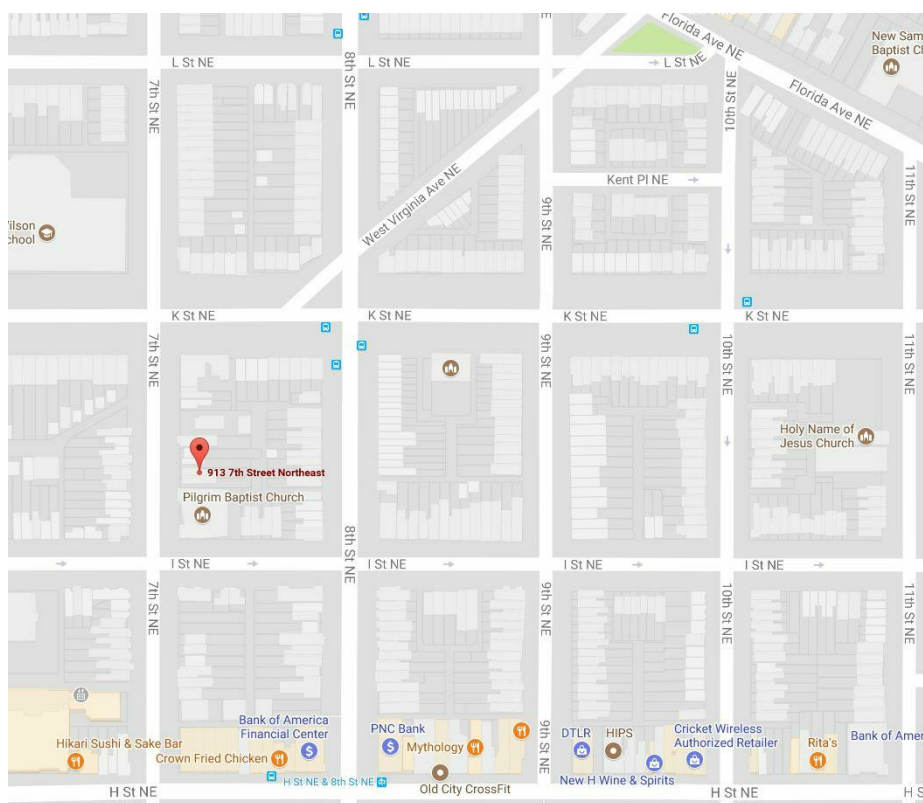 Florida Ave NE
New Sam
Baptist Ch
L St NE
L St NE
L St NE
7th St NE
8th St NE
10th St NE
Florida Ave NE
11th St NE
West Virginia Ave NE
Kent Pl NE
9th St NE
Wilson
School
K St NE
K St NE
K St NE
K St NE
7th St NE
9th St NE
10th St NE
11th St NE
Holy Name of
Jesus Church
913 7th Street Northeast
Pilgrim Baptist Church
8th St NE
I St NE
I St NE
I St NE
I St NE
7th St NE
9th St NE
10th St NE
11th St NE
Bank of America
Financial Center
$
PNC Bank
$
Mythology
9th St NE
DTLR
HIPS
Cricket Wireless
Authorized Retailer
Rita's
Bank of Amer
Hikari Sushi & Sake Bar
Crown Fried Chicken
H St NE & 8th St NE
Old City CrossFit
New H Wine & Spirits
H St NE
H St NE
H S